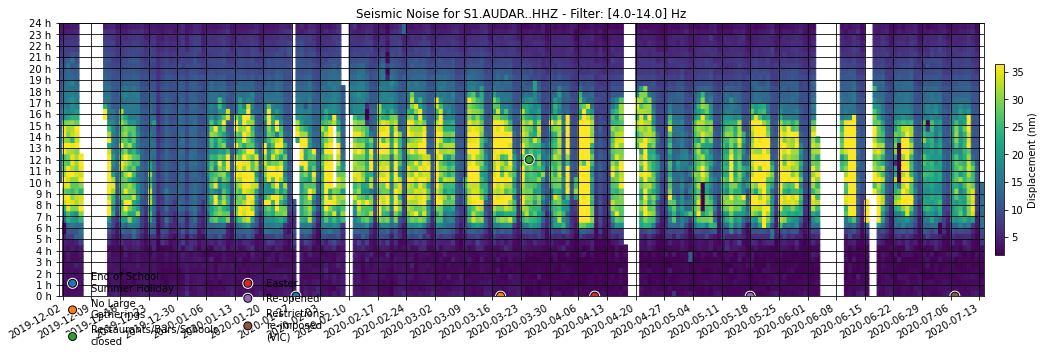 Seismic Noise for S1.AUDAR..HHZ - Filter: [4.0-14.0] Hz
24 h
23 h
22 h
21 h
20 h
19 h
18 h
17 h
16 h
15 h
14 h
13 h
12 h
11 h
10 h
9 h
8 h
7 h
6 h
5 h
4 h
3 h
2 h
1 h
0 h
35
30
25
20
15
10
5
Displacement (nm)
2019-12-02
2019-12-09
2020-01-06
2020-01-13
2020-01-20
2020-02-10
2020-02-17
2020-02-24
2020-03-02
2020-03-09
2020-03-16
2020-03-23
2020-03-30
2020-04-06
2020-04-13
2020-04-20
2020-04-27
2020-05-04
2020-05-11
2020-05-18
2020-05-25
2020-06-01
2020-06-08
2020-06-15
2020-06-22
2020-06-29
2020-07-06
2020-07-13
End of School
Summer Holiday
No Large
Gatherings
Restaurants/Bars/Schools
closed
Easter
Re-opened
Restrictions
re-imposed
(VIC)